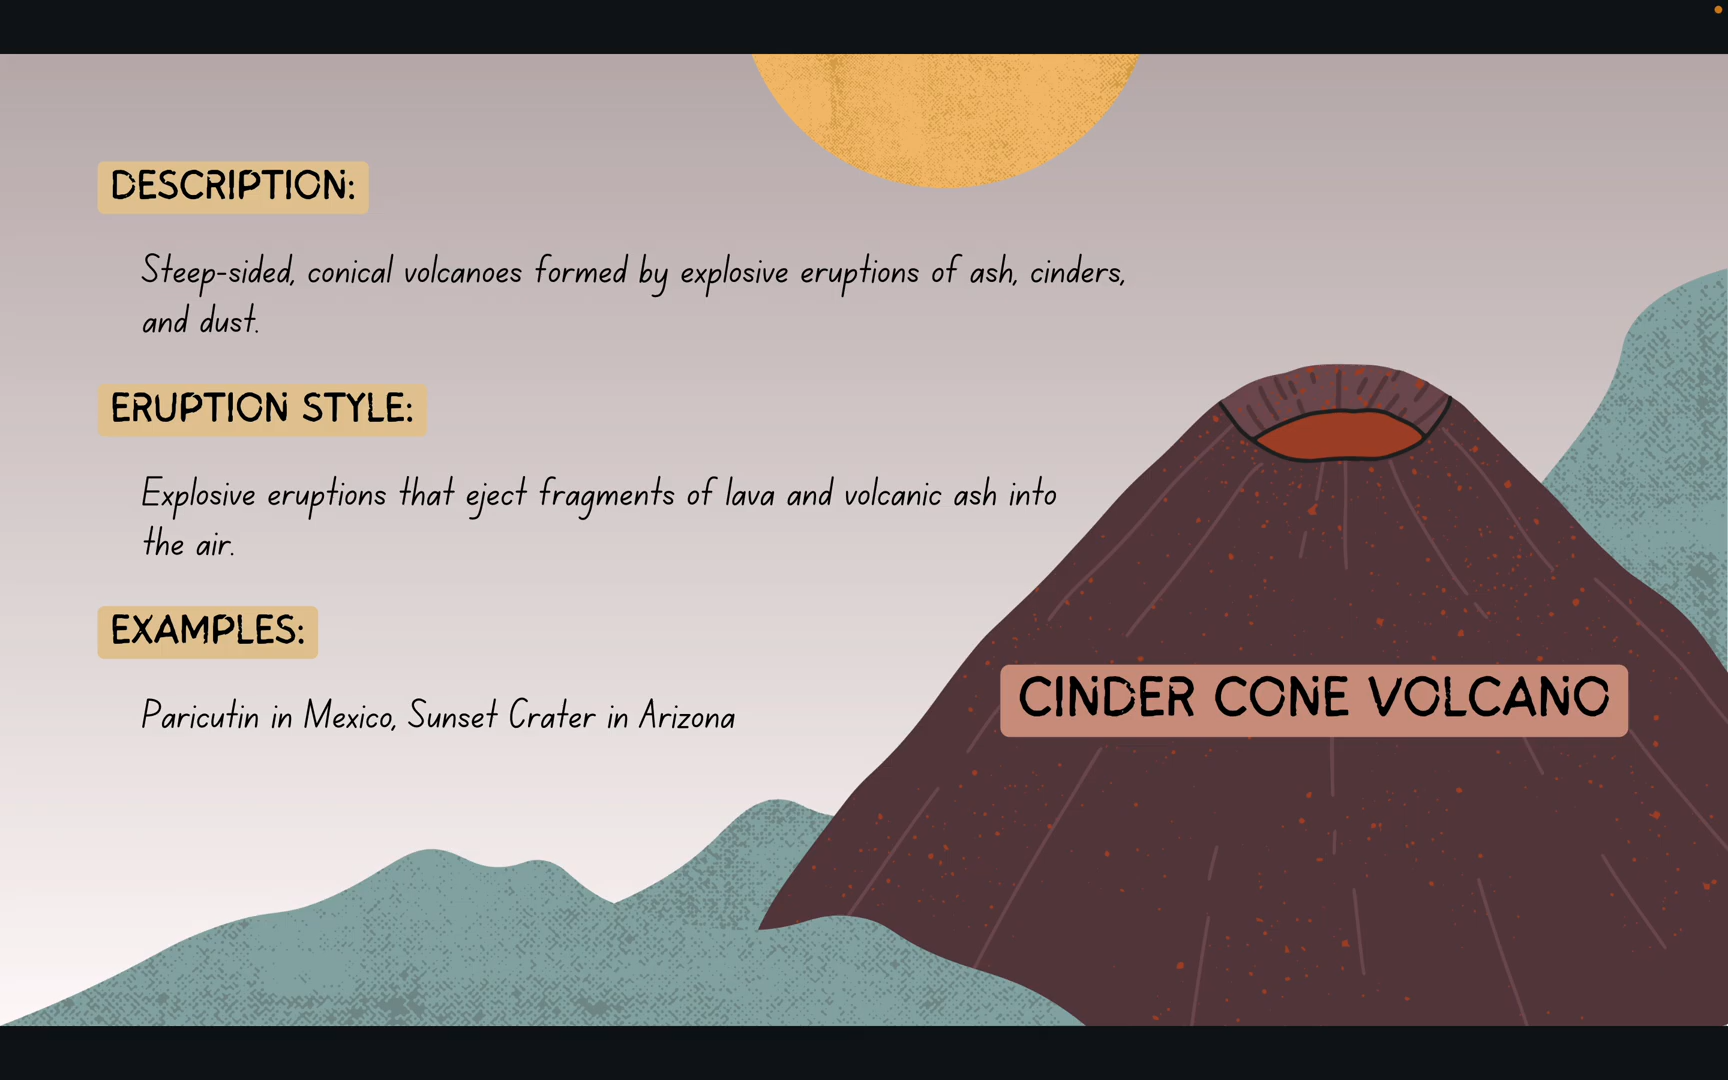 DESCRIPTION:
Steep-sided, conical volcanoes formed by explosive eruptions of ash, cinders,
and dust.
ERUPTION STYLE:
Explosive eruptions that eject fragments of lava and volcanic ash into
the air.
EXAMPLES:
Paricutin in Mexico, Sunset Crater in Arizona
CINDER CONE VOLCANO